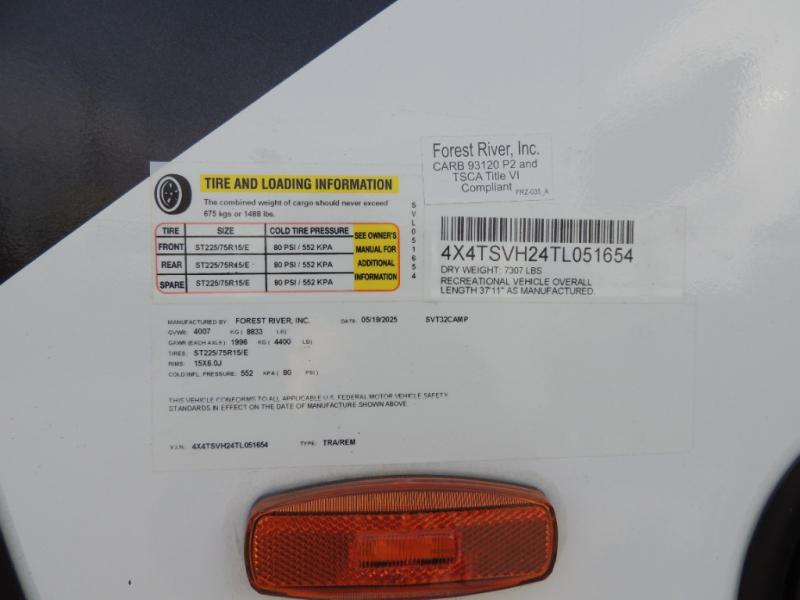 Forest River, Inc.
CARB 93120 P2 and
TSCA Title VI
Compliant
FRZ-035_A
TIRE AND LOADING INFORMATION
The combined weight of cargo should never exceed
675 kgs or 1488 lbs.
TIRE SIZE COLD TIRE PRESSURE
FRONT ST225/75R15/E 80 PSI / 552 KPA
REAR ST225/75R15/E 80 PSI / 552 KPA
SPARE ST225/75R15/E 80 PSI / 552 KPA
SEE OWNER'S
MANUAL FOR
ADDITIONAL
INFORMATION
SVL051654
4X4TSVH24TL051654
DRY WEIGHT: 7307 LBS
RECREATIONAL VEHICLE OVERALL
LENGTH 37'11" AS MANUFACTURED.
MANUFACTURED BY FOREST RIVER, INC. DATE: 05/19/2025 SVT32CAMP
GVWR: 4007 KG ( 8833 LB)
GAWR (EACH AXLE): 1996 KG ( 4400 LB)
TIRES: ST225/75R15/E
RIMS: 15X6.0J
COLD INFL. PRESSURE: 552 KPA ( 80 PSI)
THIS VEHICLE CONFORMS TO ALL APPLICABLE U.S. FEDERAL MOTOR VEHICLE SAFETY
STANDARDS IN EFFECT ON THE DATE OF MANUFACTURE SHOWN ABOVE.
V.I.N.: 4X4TSVH24TL051654 TYPE: TRA/REM